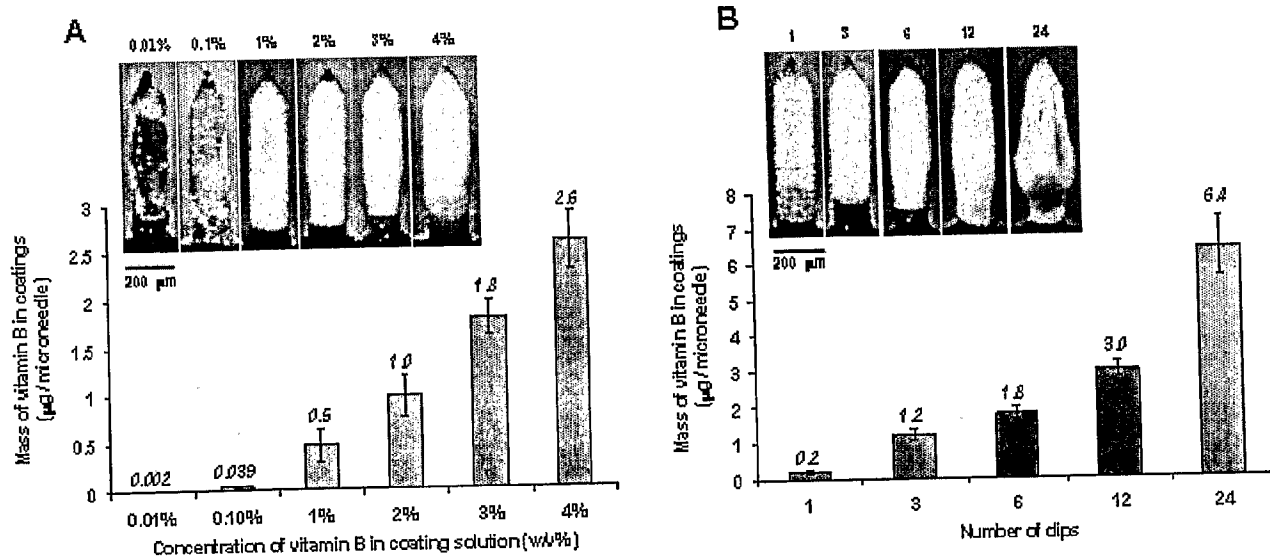 A
0.01% 0.1% 1% 2% 3% 4%
200 µm
Mass of vitamin B in coatings
(µg/microneedle)
3
2.5
2
1.5
1
0.5
0
0.002
0.039
0.5
1.0
1.8
2.6
0.01% 0.10% 1% 2% 3% 4%
Concentration of vitamin B in coating solution (w/v%)
B
1 3 6 12 24
200 µm
Mass of vitamin B in coatings
(µg/microneedle)
8
7
6
5
4
3
2
1
0
0.2
1.2
1.8
3.0
6.4
1 3 6 12 24
Number of dips